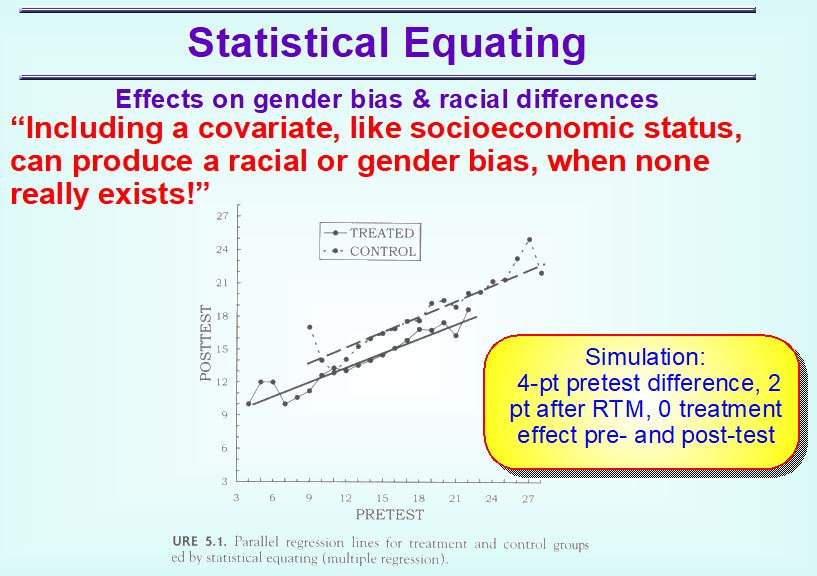 Statistical Equating
Effects on gender bias & racial differences
“Including a covariate, like socioeconomic status,
can produce a racial or gender bias, when none
really exists!”
27
24
21
18
15
12
9
6
3
POSTTEST
TREATED
CONTROL
3 6 9 12 15 18 21 24 27
PRETEST
Simulation:
4-pt pretest difference, 2
pt after RTM, 0 treatment
effect pre- and post-test
URE 5.1. Parallel regression lines for treatment and control groups
ed by statistical equating (multiple regression).